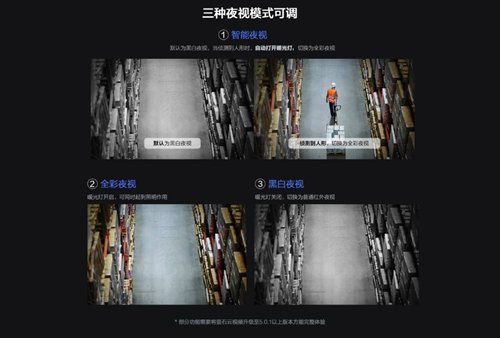 三种夜视模式可调
① 智能夜视
默认为黑白夜视，当侦测到人形时，自动打开暖光灯，切换为全彩夜视
默认为黑白夜视
侦测到人形，切换为全彩夜视
② 全彩夜视
暖光灯开启，可同时起到照明作用
③ 黑白夜视
暖光灯关闭，切换为普通红外夜视
* 部分功能需要将萤石云视频升级至5.0.1以上版本方能完整体验